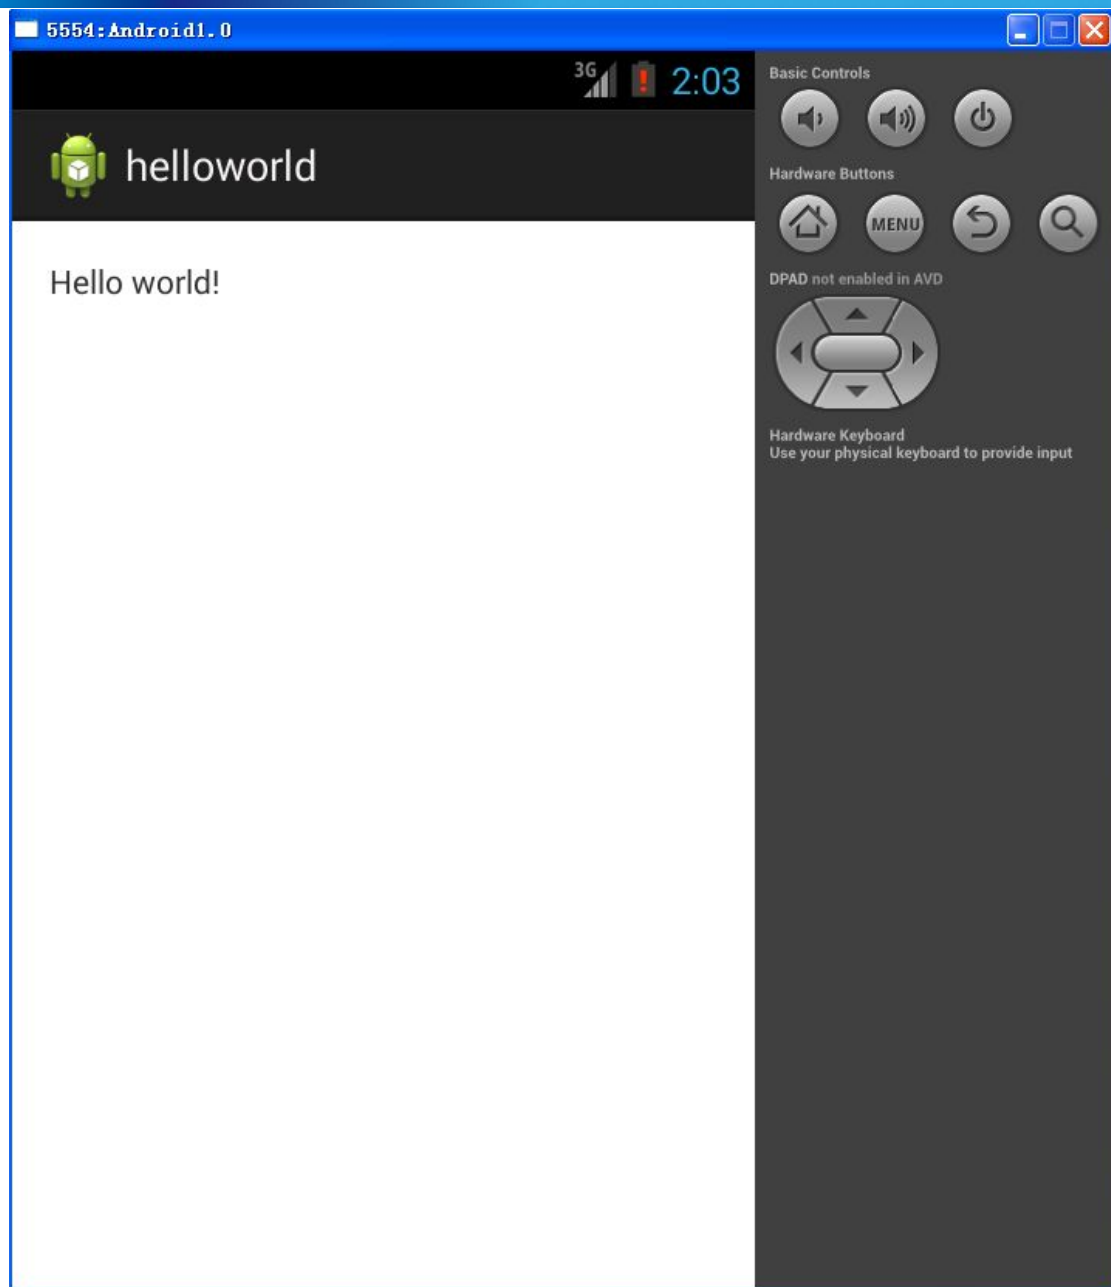 5554:Android1.0
3G 2:03
helloworld
Hello world!
Basic Controls
Hardware Buttons
MENU
DPAD not enabled in AVD
Hardware Keyboard
Use your physical keyboard to provide input